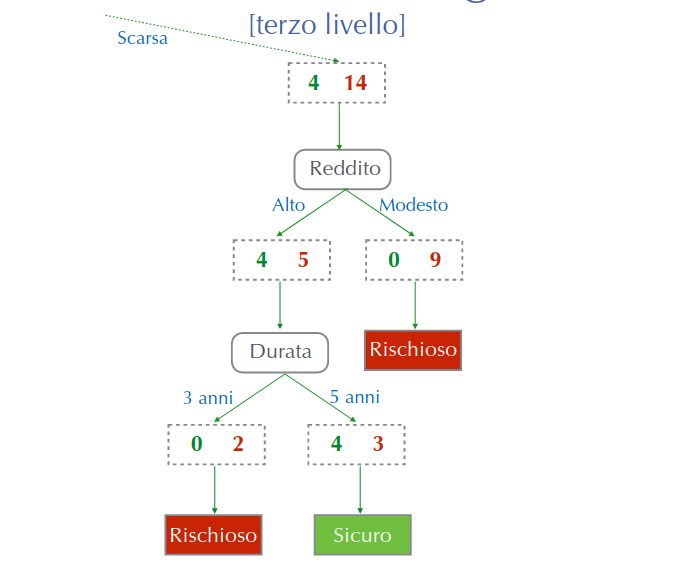 [terzo livello]
Scarsa
4 14
Reddito
Alto Modesto
4 5 0 9
Durata Rischioso
3 anni 5 anni
0 2 4 3
Rischioso Sicuro